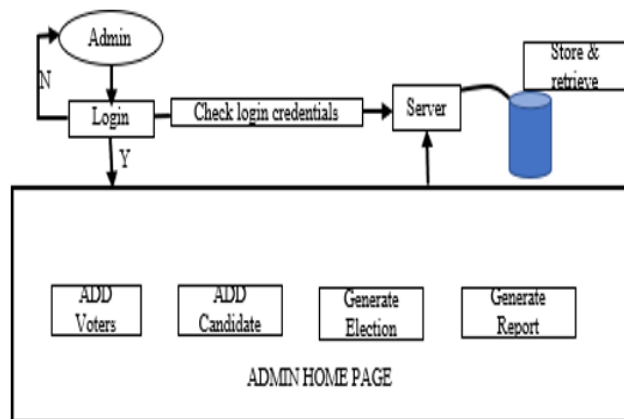 Admin
Store &
retrieve
N
Login
Check login credentials
Server
Y
ADD
Voters
ADD
Candidate
Generate
Election
Generate
Report
ADMIN HOME PAGE